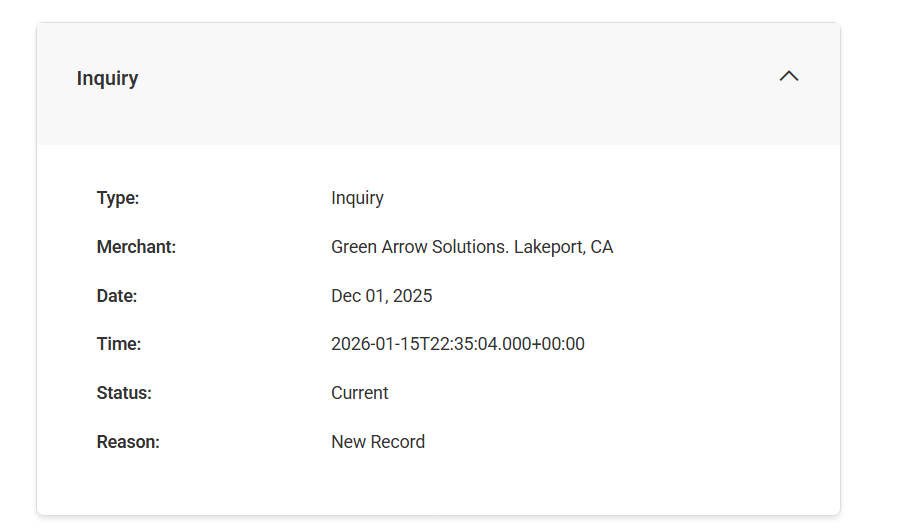 Inquiry
Type: Inquiry
Merchant: Green Arrow Solutions. Lakeport, CA
Date: Dec 01, 2025
Time: 2026-01-15T22:35:04.000+00:00
Status: Current
Reason: New Record